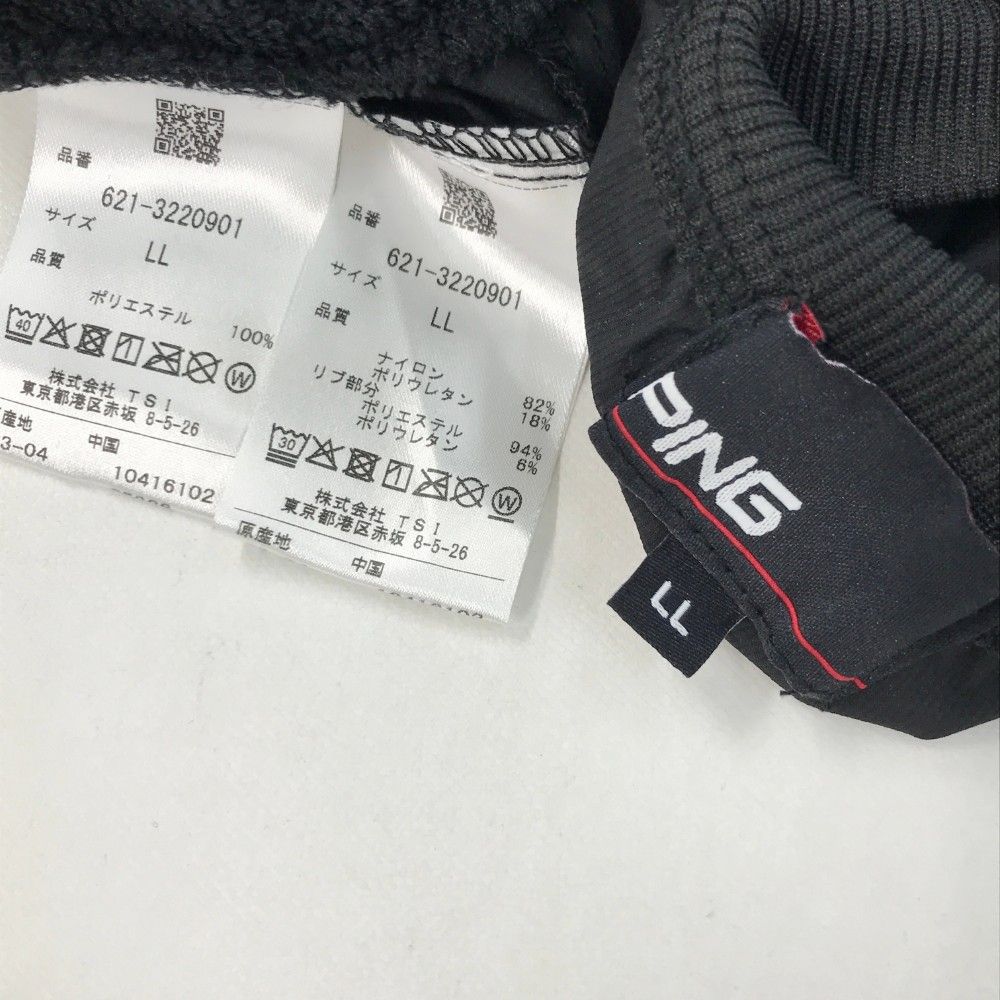 品番
621-3220901
サイズ
LL
品質
ポリエステル 100%
40
W
株式会社 TSI
東京都港区赤坂 8-5-26
中国
3-04
10416102
品番
621-3220901
サイズ
LL
品質
ナイロン 82%
ポリウレタン 18%
リブ部分
ポリエステル 94%
ポリウレタン 6%
30
W
株式会社 TSI
東京都港区赤坂 8-5-26
原産地
中国
PING
LL